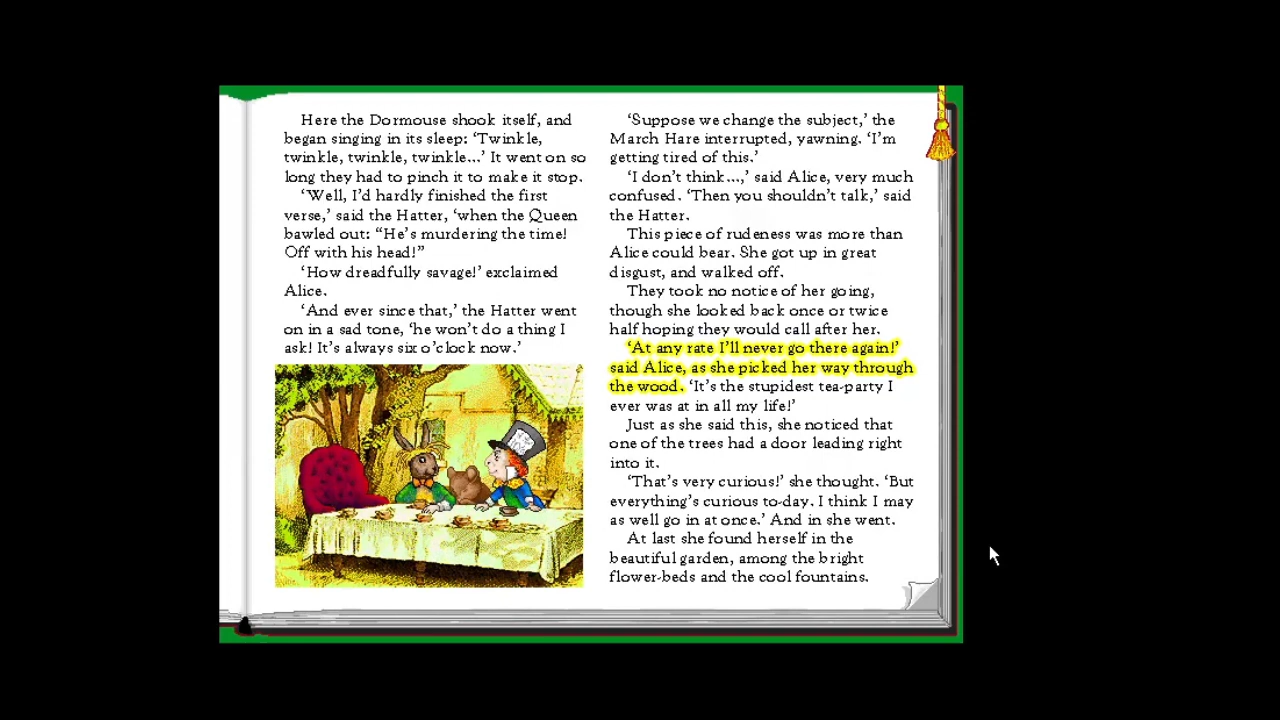 Here the Dormouse shook itself, and
began singing in its sleep: ‘Twinkle,
twinkle, twinkle, twinkle...’ It went on so
long they had to pinch it to make it stop.
‘Well, I’d hardly finished the first
verse,’ said the Hatter, ‘when the Queen
bawled out: “He’s murdering the time!
Off with his head!”
‘How dreadfully savage!’ exclaimed
Alice.
‘And ever since that,’ the Hatter went
on in a sad tone, ‘he won’t do a thing I
ask! It’s always six o’clock now.’
‘Suppose we change the subject,’ the
March Hare interrupted, yawning. ‘I’m
getting tired of this.’
‘I don’t think...,’ said Alice, very much
confused. ‘Then you shouldn’t talk,’ said
the Hatter.
This piece of rudeness was more than
Alice could bear. She got up in great
disgust, and walked off.
They took no notice of her going,
though she looked back once or twice
half hoping they would call after her.
‘At any rate I’ll never go there again!’
said Alice, as she picked her way through
the wood. ‘It’s the stupidest tea-party I
ever was at in all my life!’
Just as she said this, she noticed that
one of the trees had a door leading right
into it.
‘That’s very curious!’ she thought. ‘But
everything’s curious to-day. I think I may
as well go in at once.’ And in she went.
At last she found herself in the
beautiful garden, among the bright
flower-beds and the cool fountains.